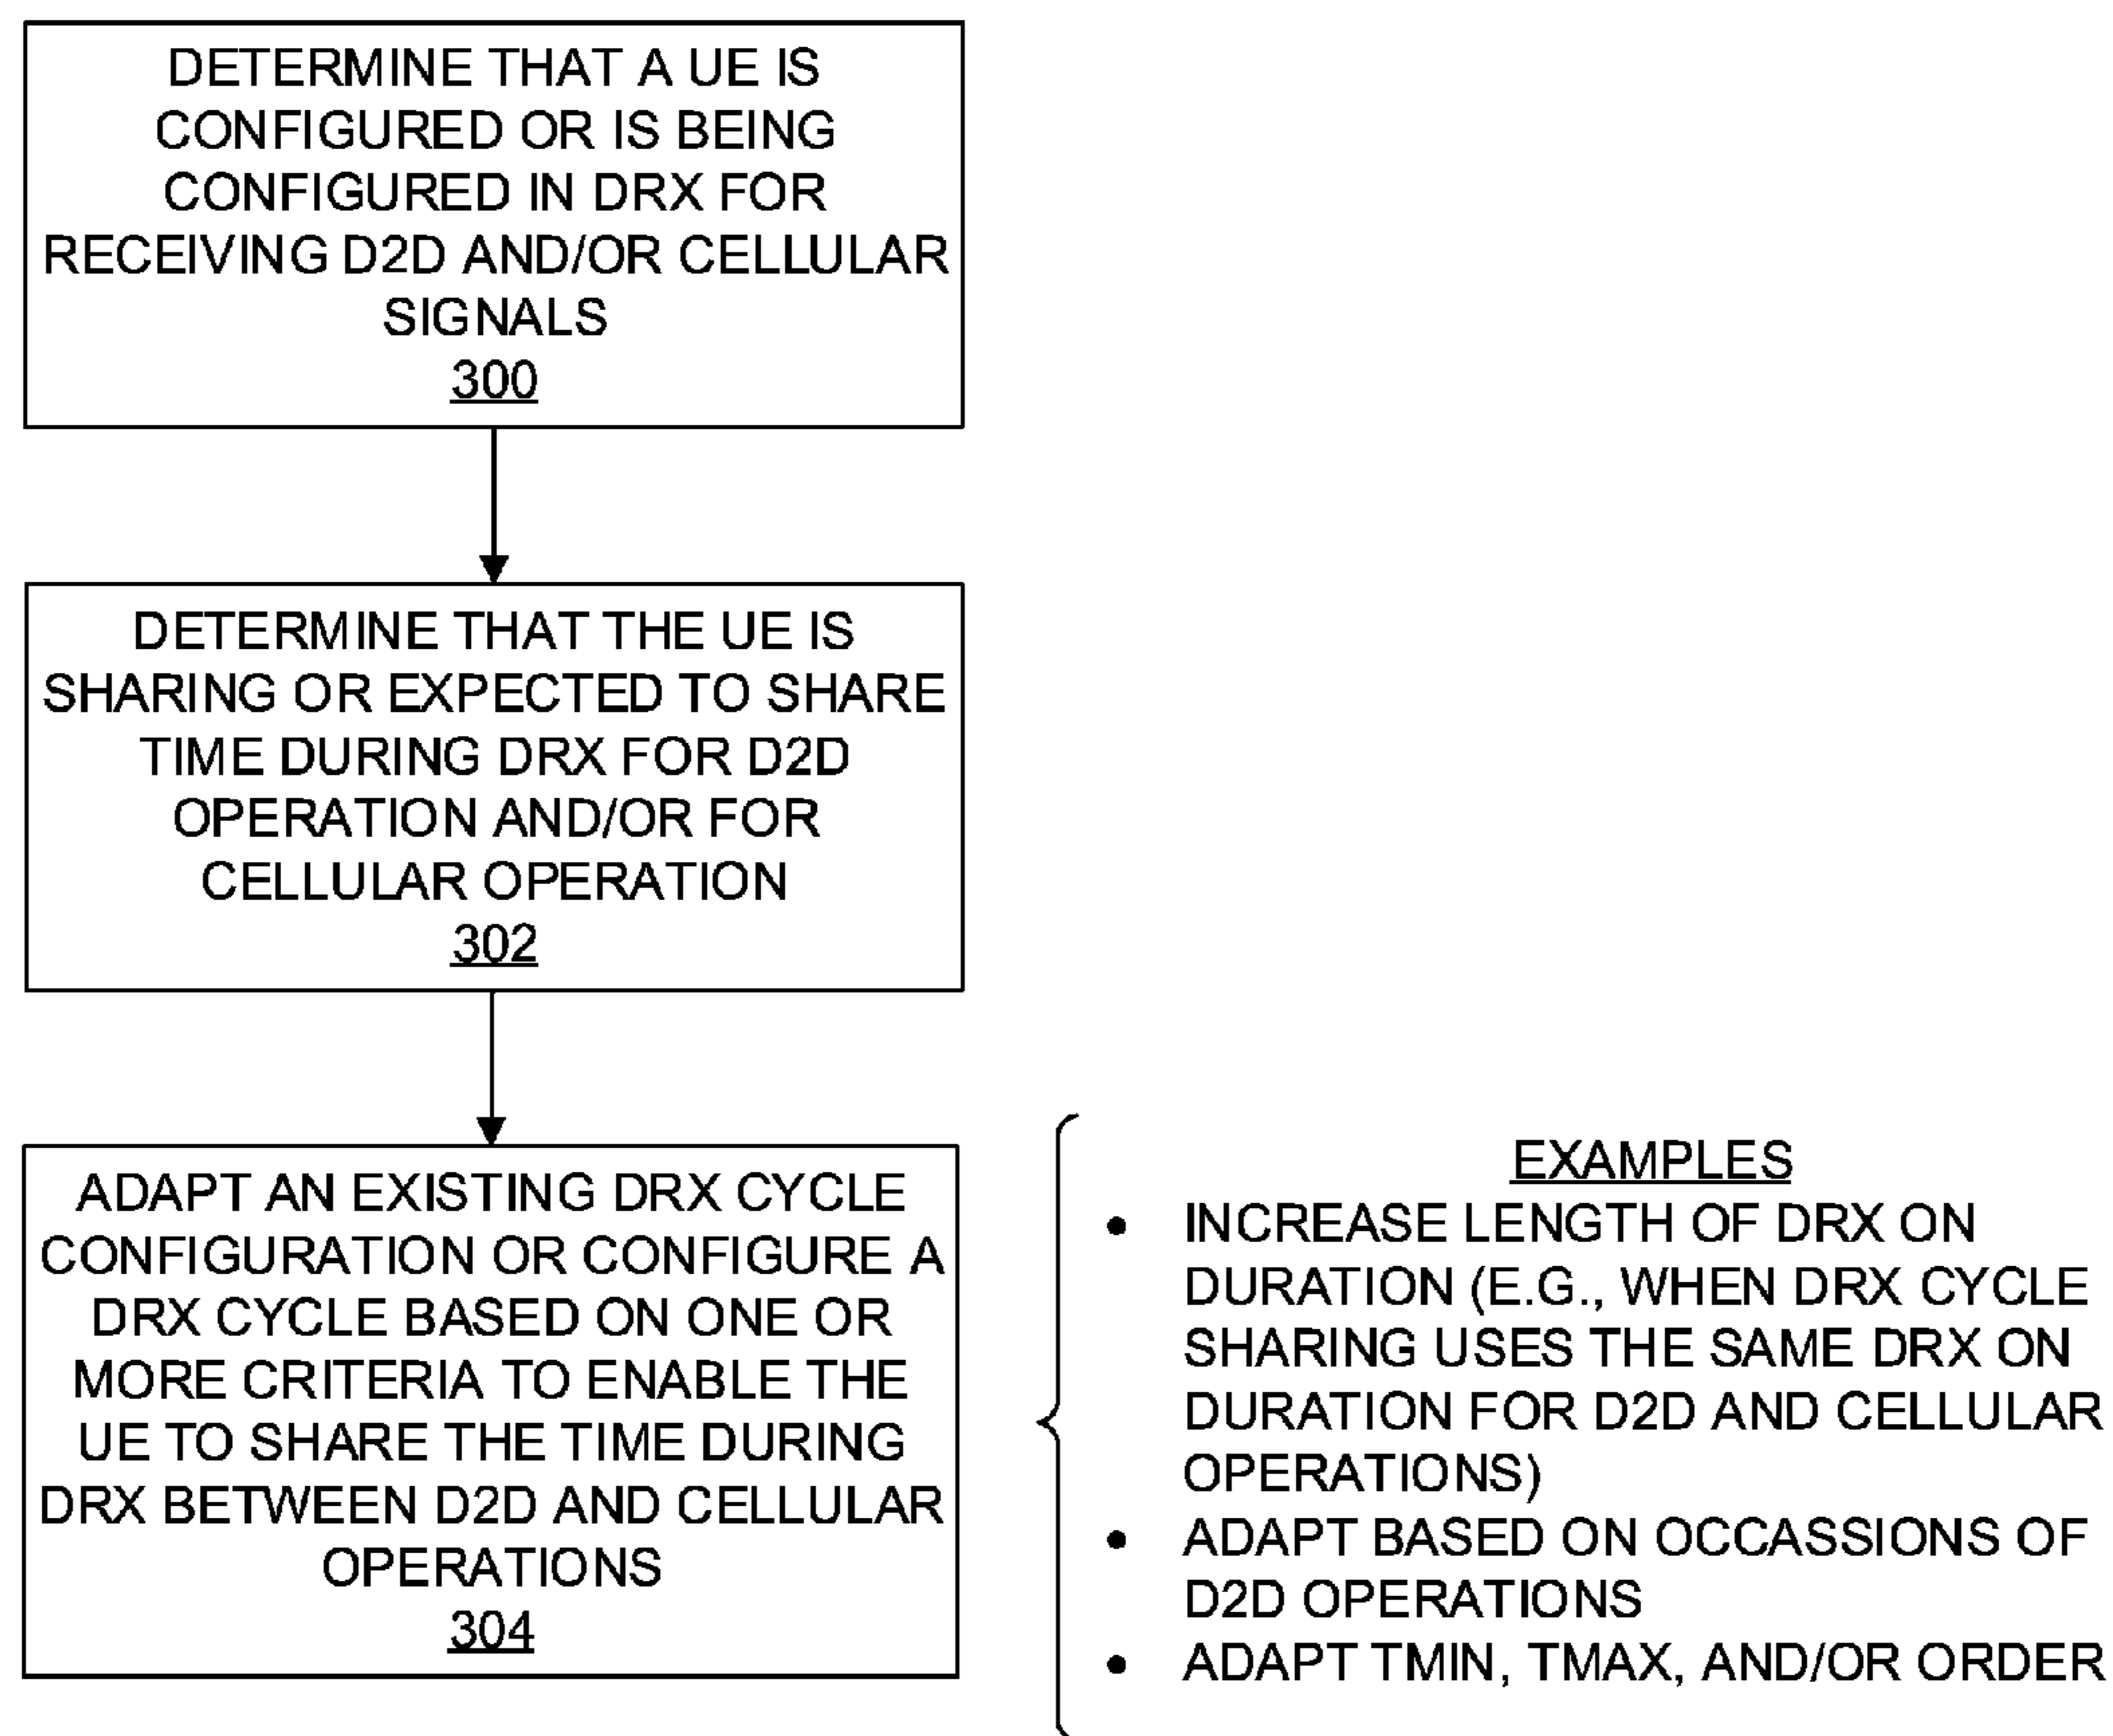 DETERMINE THAT A UE IS
CONFIGURED OR IS BEING
CONFIGURED IN DRX FOR
RECEIVING D2D AND/OR CELLULAR
SIGNALS
300
DETERMINE THAT THE UE IS
SHARING OR EXPECTED TO SHARE
TIME DURING DRX FOR D2D
OPERATION AND/OR FOR
CELLULAR OPERATION
302
ADAPT AN EXISTING DRX CYCLE
CONFIGURATION OR CONFIGURE A
DRX CYCLE BASED ON ONE OR
MORE CRITERIA TO ENABLE THE
UE TO SHARE THE TIME DURING
DRX BETWEEN D2D AND CELLULAR
OPERATIONS
304
EXAMPLES
• INCREASE LENGTH OF DRX ON
DURATION (E.G., WHEN DRX CYCLE
SHARING USES THE SAME DRX ON
DURATION FOR D2D AND CELLULAR
OPERATIONS)
• ADAPT BASED ON OCCASSIONS OF
D2D OPERATIONS
• ADAPT TMIN, TMAX, AND/OR ORDER